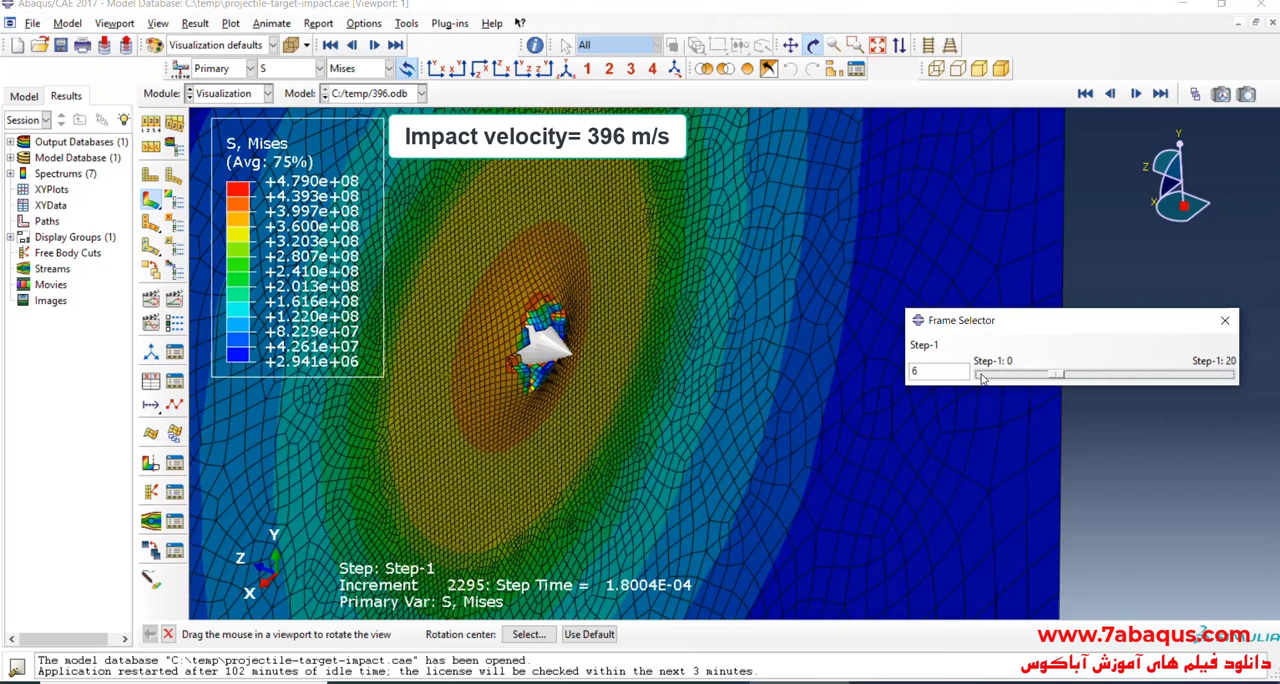 Abaqus/CAE 2017 - Model Database: C:\temp\projectile-target-impact.cae [Viewport: 1]
File Model Viewport View Result Plot Animate Report Options Tools Plug-ins Help
Visualization defaults All
Primary S Mises 1 2 3 4
Model Results Module: Visualization Model: C:/temp/396.odb
Session
Output Databases (1)
Model Database (1)
Spectrums (7)
XYPlots
XYData
Paths
Display Groups (1)
Free Body Cuts
Streams
Movies
Images
Impact velocity= 396 m/s
S, Mises
(Avg: 75%)
+4.790e+08
+4.393e+08
+3.997e+08
+3.600e+08
+3.203e+08
+2.807e+08
+2.410e+08
+2.013e+08
+1.616e+08
+1.220e+08
+8.229e+07
+4.261e+07
+2.941e+06
Y
Z
X
Frame Selector
Step-1
Step-1: 0 Step-1: 20
6
Y
Z
X
Step: Step-1
Increment 2295: Step Time = 1.8004E-04
Primary Var: S, Mises
Drag the mouse in a viewport to rotate the view Rotation center: Select... Use Default
www.7abaqus.com
دانلود فیلم های آموزش آباکوس
The model database "C:\temp\projectile-target-impact.cae" has been opened.
Application restarted after 102 minutes of idle time; the license will be checked within the next 3 minutes.